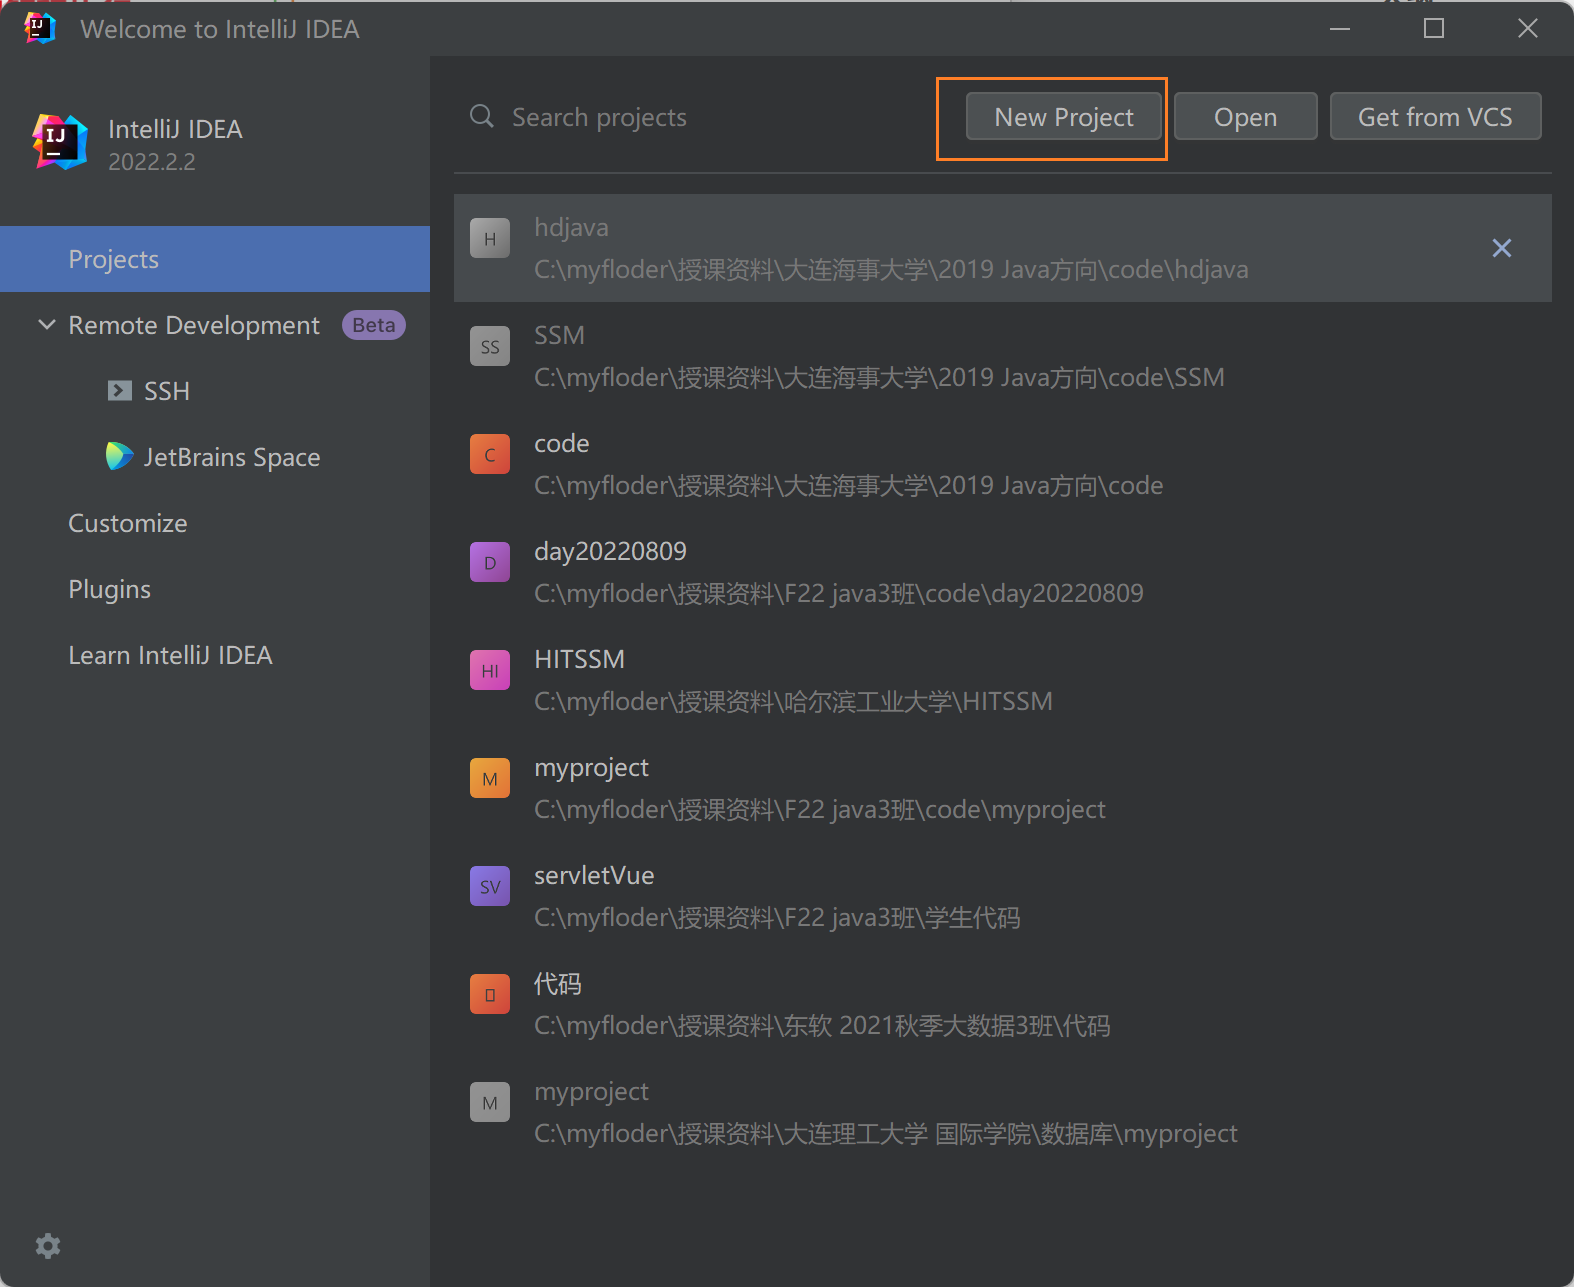 Welcome to IntelliJ IDEA
IntelliJ IDEA
2022.2.2
Projects
Remote Development Beta
SSH
JetBrains Space
Customize
Plugins
Learn IntelliJ IDEA
Search projects
New Project
Open
Get from VCS
H
hdjava
C:\myfloder\授课资料\大连海事大学\2019 Java方向\code\hdjava
SS
SSM
C:\myfloder\授课资料\大连海事大学\2019 Java方向\code\SSM
C
code
C:\myfloder\授课资料\大连海事大学\2019 Java方向\code
D
day20220809
C:\myfloder\授课资料\F22 java3班\code\day20220809
HI
HITSSM
C:\myfloder\授课资料\哈尔滨工业大学\HITSSM
M
myproject
C:\myfloder\授课资料\F22 java3班\code\myproject
SV
servletVue
C:\myfloder\授课资料\F22 java3班\学生代码
代码
C:\myfloder\授课资料\东软 2021秋季大数据3班\代码
M
myproject
C:\myfloder\授课资料\大连理工大学 国际学院\数据库\myproject